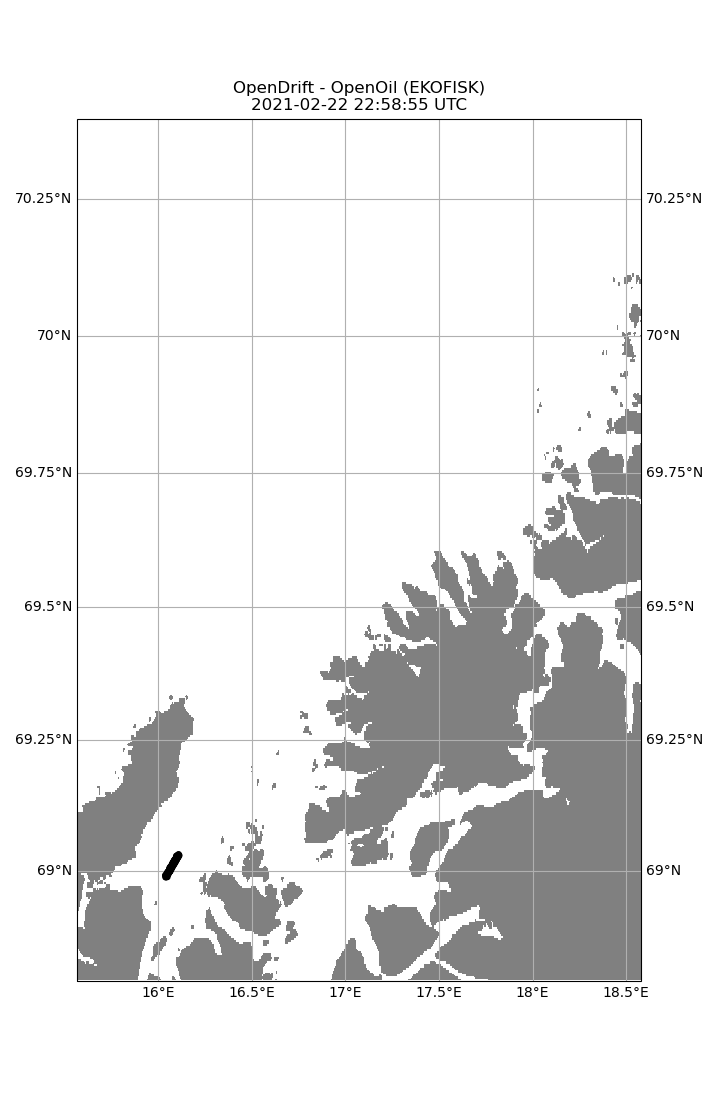 OpenDrift - OpenOil (EKOFISK)
2021-02-22 22:58:55 UTC
70.25°N 70.25°N
70°N 70°N
69.75°N 69.75°N
69.5°N 69.5°N
69.25°N 69.25°N
69°N 69°N
16°E 16.5°E 17°E 17.5°E 18°E 18.5°E